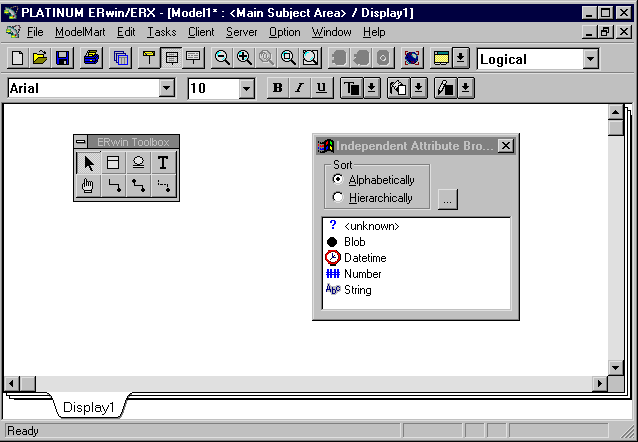 PLATINUM ERwin/ERX - [Model1* : <Main Subject Area> / Display1]
File ModelMart Edit Tasks Client Server Option Window Help
Logical
Arial 10 B I U T
ERwin Toolbox
T
Independent Attribute Bro...
Sort
Alphabetically
Hierarchically
...
? <unknown>
Blob
Datetime
## Number
Abc String
Display1
Ready